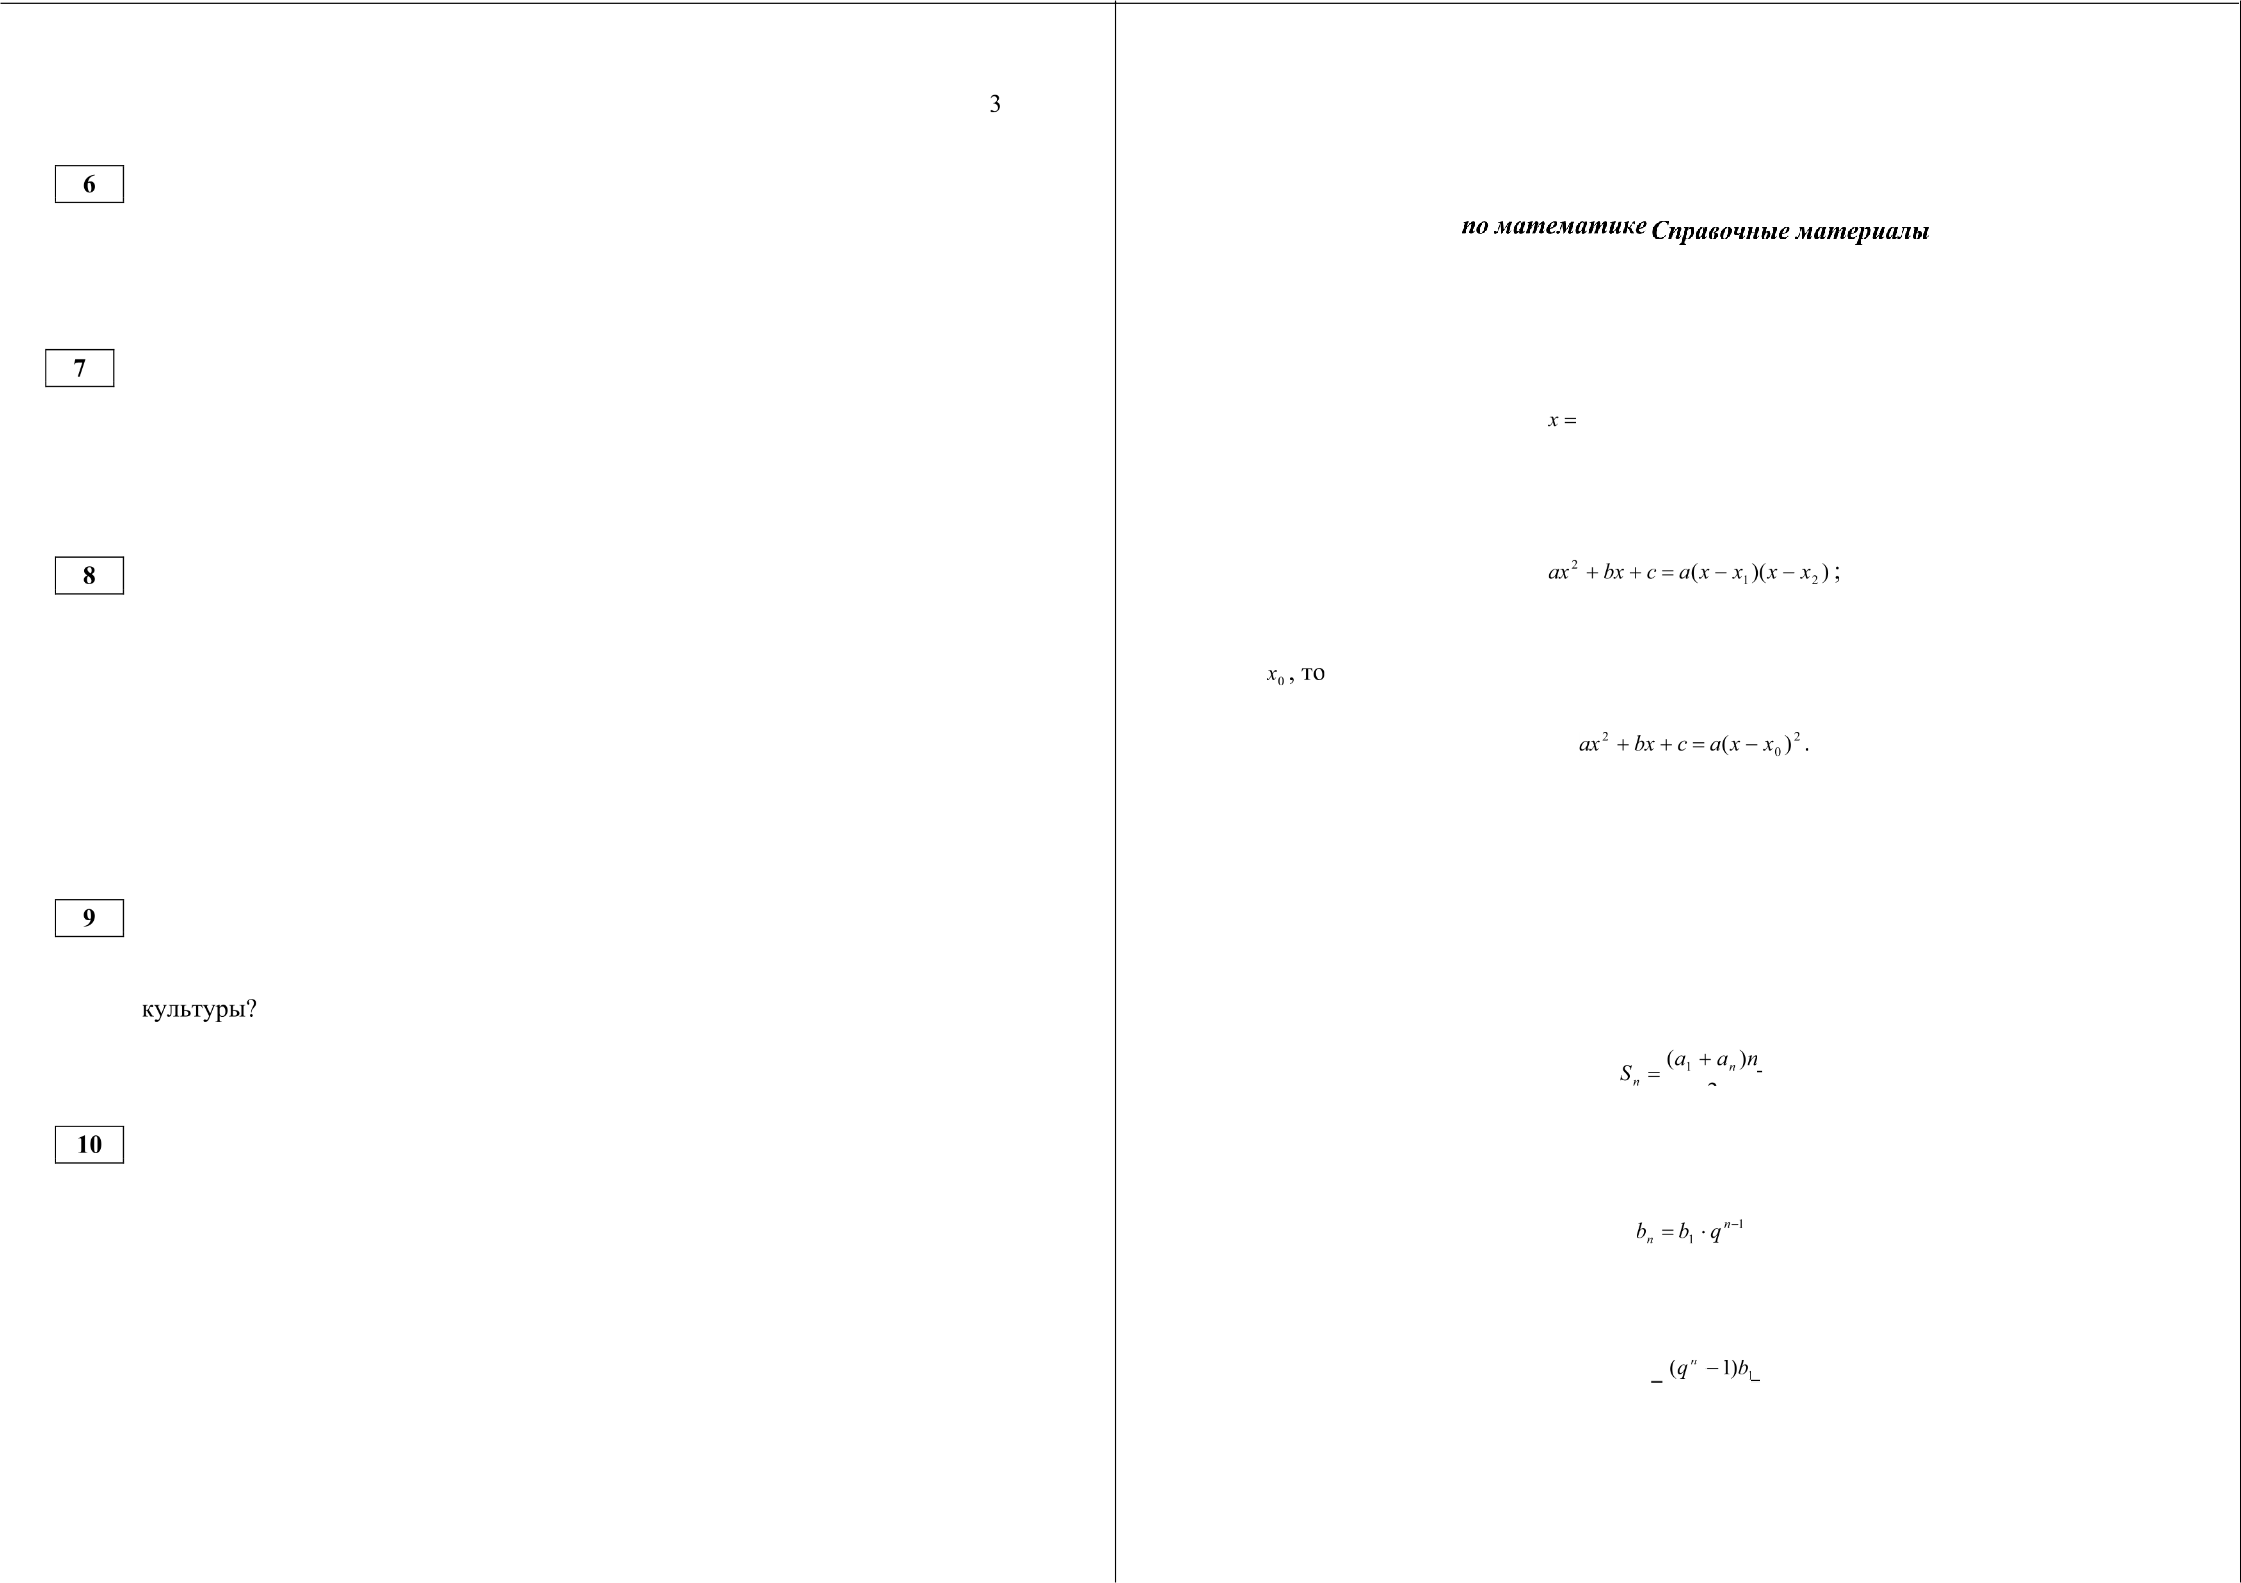 3
6
7
8
9
культуры?
10
по математике Справочные материалы
x =
ax² + bx + c = a(x − x₁)(x − x₂) ;
x₀ , то
ax² + bx + c = a(x − x₀)² .
Sₙ = (a₁ + aₙ)n
bₙ = b₁ · qⁿ⁻¹
(qⁿ − 1)b₁